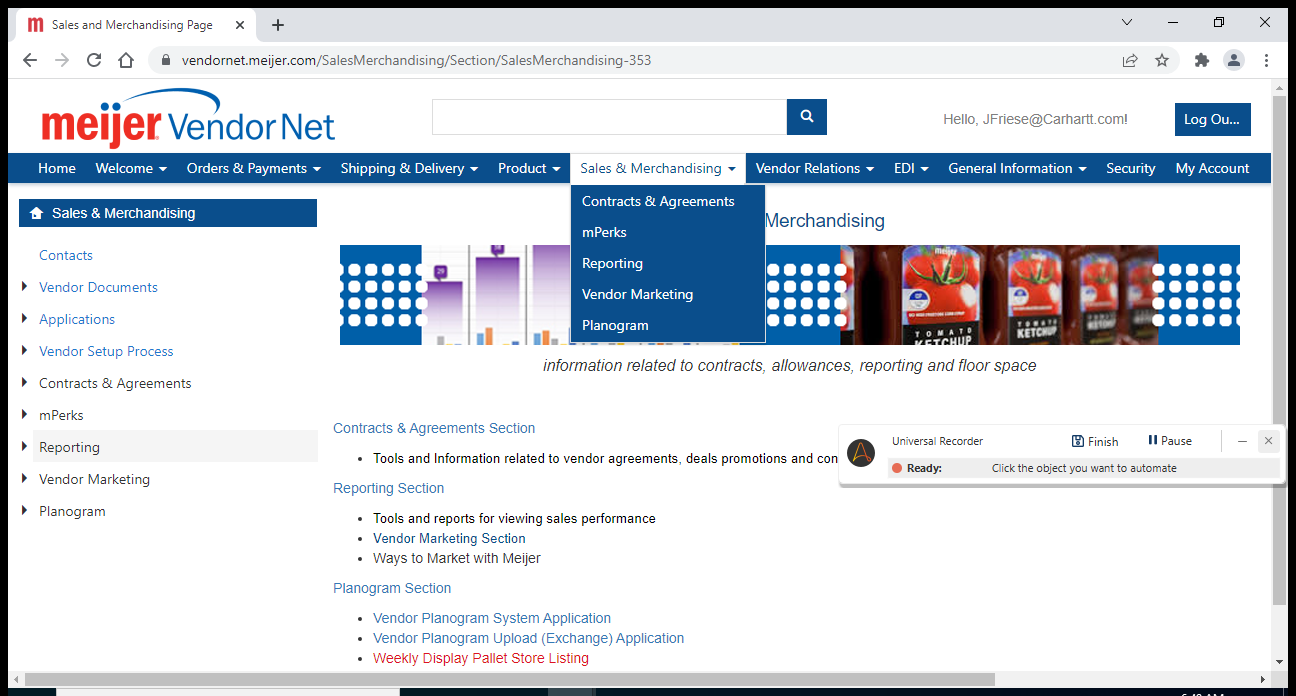 Sales and Merchandising Page
vendornet.meijer.com/SalesMerchandising/Section/SalesMerchandising-353
meijer Vendor Net
Hello, JFriese@Carhartt.com!
Log Ou...
Home Welcome Orders & Payments Shipping & Delivery Product Sales & Merchandising Vendor Relations EDI General Information Security My Account
Sales & Merchandising
Contacts
Vendor Documents
Applications
Vendor Setup Process
Contracts & Agreements
mPerks
Reporting
Vendor Marketing
Planogram
Contracts & Agreements
mPerks
Reporting
Vendor Marketing
Planogram
Merchandising
meijer
TOMATO TOMATO
KETCHUP KETCHUP
information related to contracts, allowances, reporting and floor space
Contracts & Agreements Section
Tools and Information related to vendor agreements, deals promotions and con
Reporting Section
Tools and reports for viewing sales performance
Vendor Marketing Section
Ways to Market with Meijer
Planogram Section
Vendor Planogram System Application
Vendor Planogram Upload (Exchange) Application
Weekly Display Pallet Store Listing
Universal Recorder Finish Pause
Ready: Click the object you want to automate